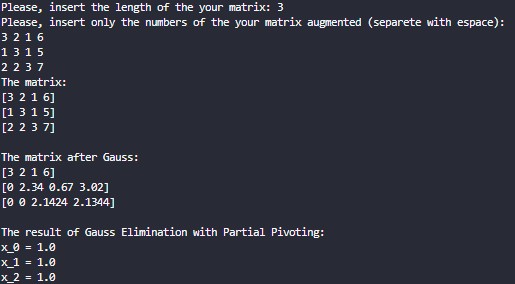 Please, insert the length of the your matrix: 3
Please, insert only the numbers of the your matrix augmented (separete with espace):
3 2 1 6
1 3 1 5
2 2 3 7
The matrix:
[3 2 1 6]
[1 3 1 5]
[2 2 3 7]
The matrix after Gauss:
[3 2 1 6]
[0 2.34 0.67 3.02]
[0 0 2.1424 2.1344]
The result of Gauss Elimination with Partial Pivoting:
x_0 = 1.0
x_1 = 1.0
x_2 = 1.0